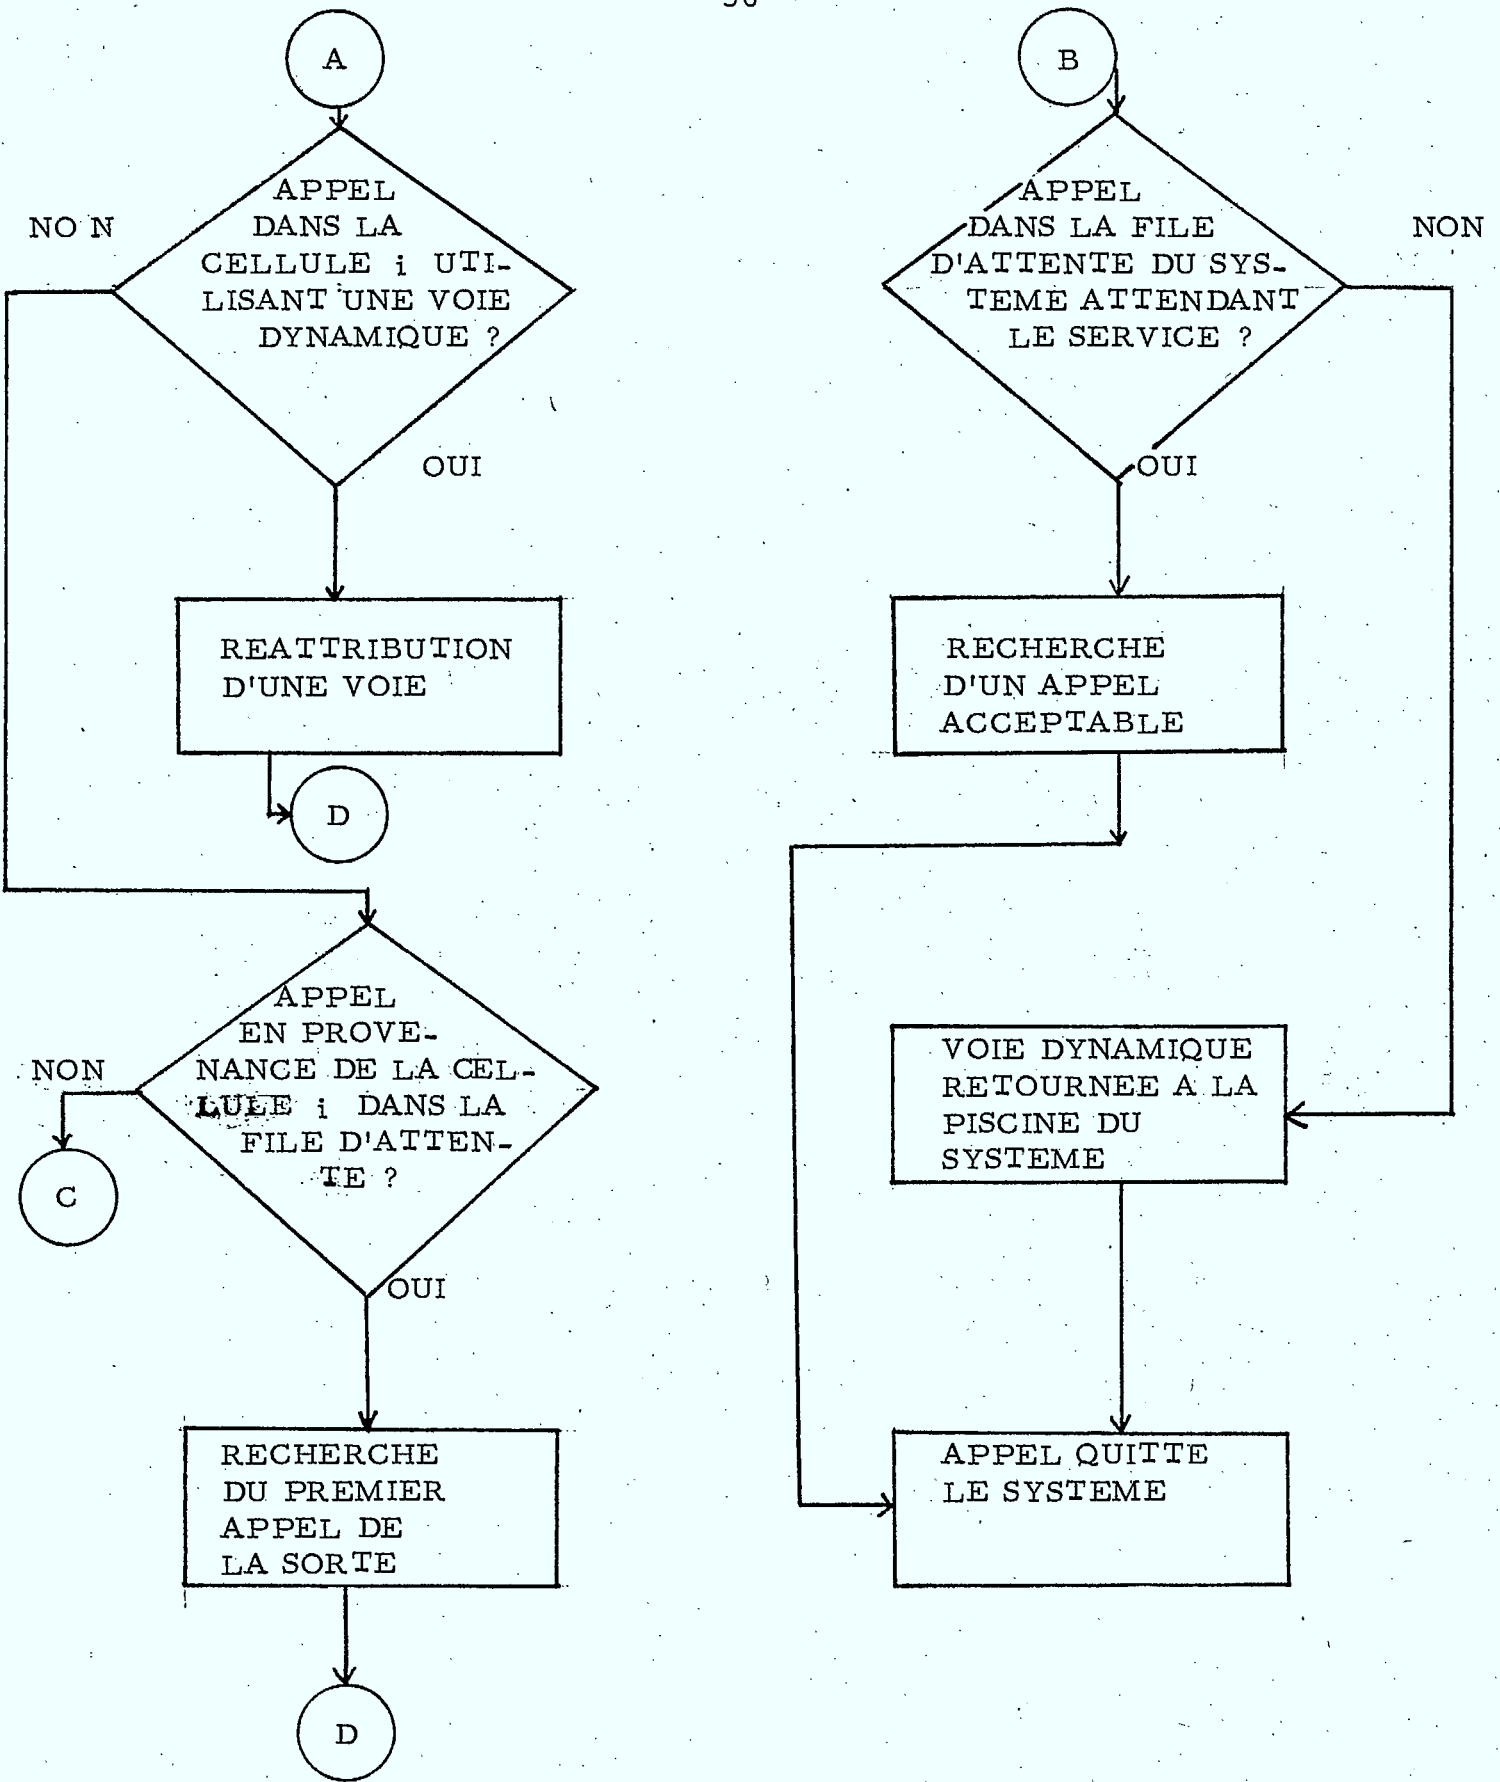 A
APPEL
DANS LA
CELLULE i UTI-
LISANT UNE VOIE
DYNAMIQUE ?
NON
OUI
REATTRIBUTION
D'UNE VOIE
D
APPEL
EN PROVE-
NANCE DE LA CEL-
LULE i DANS LA
FILE D'ATTEN-
TE ?
NON
C
OUI
RECHERCHE
DU PREMIER
APPEL DE
LA SORTE
D
B
APPEL
DANS LA FILE
D'ATTENTE DU SYS-
TEME ATTENDANT
LE SERVICE ?
NON
OUI
RECHERCHE
D'UN APPEL
ACCEPTABLE
VOIE DYNAMIQUE
RETOURNEE A LA
PISCINE DU
SYSTEME
APPEL QUITTE
LE SYSTEME